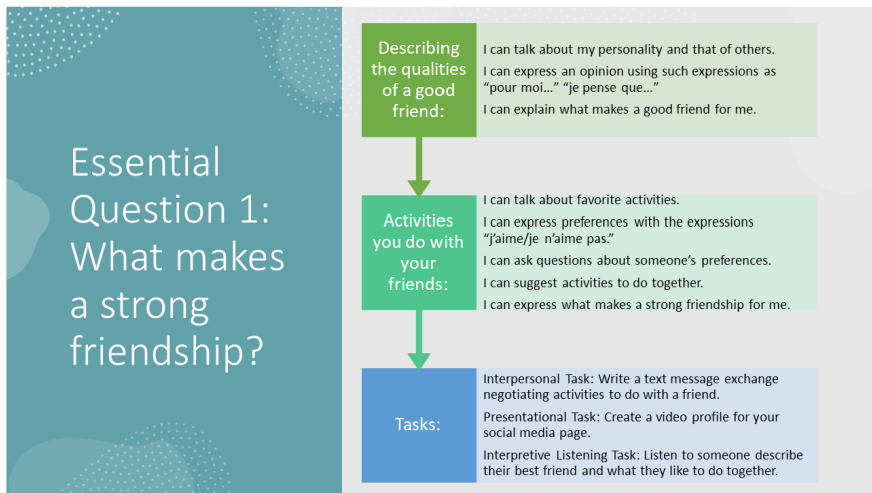 Essential
Question 1:
What makes
a strong
friendship?
Describing
the qualities
of a good
friend:
I can talk about my personality and that of others.
I can express an opinion using such expressions as
“pour moi…” “je pense que…”
I can explain what makes a good friend for me.
Activities
you do with
your
friends:
I can talk about favorite activities.
I can express preferences with the expressions
“j’aime/je n’aime pas.”
I can ask questions about someone’s preferences.
I can suggest activities to do together.
I can express what makes a strong friendship for me.
Tasks:
Interpersonal Task: Write a text message exchange
negotiating activities to do with a friend.
Presentational Task: Create a video profile for your
social media page.
Interpretive Listening Task: Listen to someone describe
their best friend and what they like to do together.